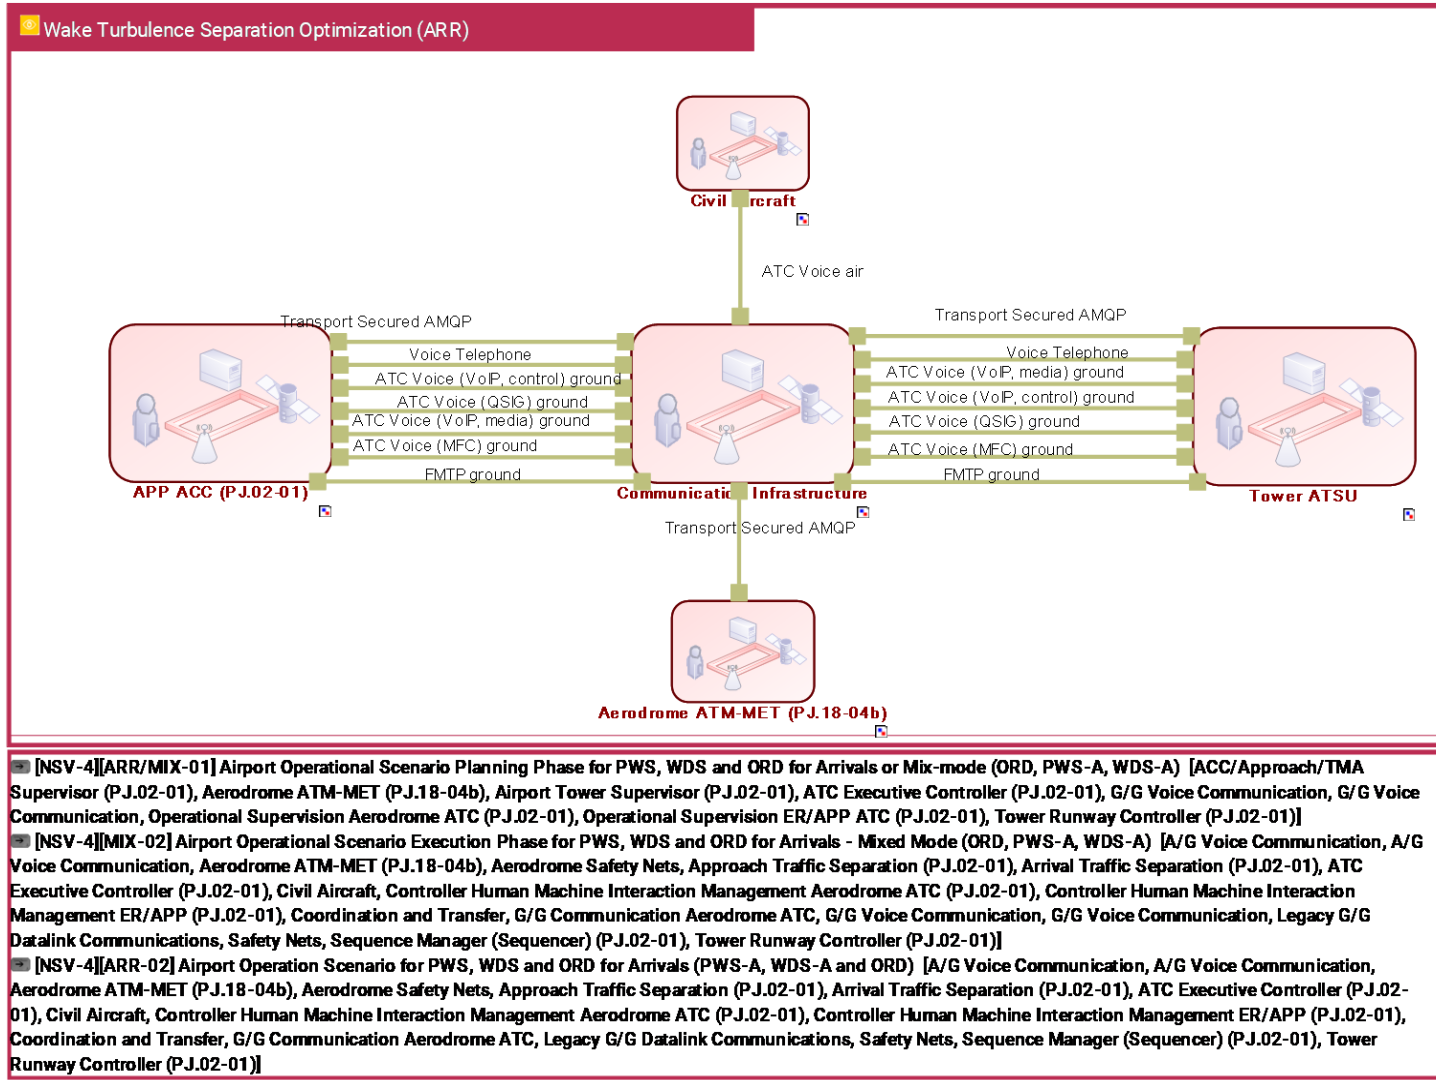 Wake Turbulence Separation Optimization (ARR)
Civil rcraft
ATC Voice air
Transport Secured AMQP
Voice Telephone
ATC Voice (VoIP, control) ground
ATC Voice (QSIG) ground
ATC Voice (VoIP, media) ground
ATC Voice (MFC) ground
FMTP ground
Transport Secured AMQP
Voice Telephone
ATC Voice (VoIP, media) ground
ATC Voice (VoIP, control) ground
ATC Voice (QSIG) ground
ATC Voice (MFC) ground
FMTP ground
APP ACC (PJ.02-01)
Communicatio Infrastructure
Tower ATSU
Transport Secured AMQP
Aerodrome ATM-MET (PJ.18-04b)
[NSV-4][ARR/MIX-01] Airport Operational Scenario Planning Phase for PWS, WDS and ORD for Arrivals or Mix-mode (ORD, PWS-A, WDS-A) [ACC/Approach/TMA
Supervisor (PJ.02-01), Aerodrome ATM-MET (PJ.18-04b), Airport Tower Supervisor (PJ.02-01), ATC Executive Controller (PJ.02-01), G/G Voice Communication, G/G Voice
Communication, Operational Supervision Aerodrome ATC (PJ.02-01), Operational Supervision ER/APP ATC (PJ.02-01), Tower Runway Controller (PJ.02-01)]
[NSV-4][MIX-02] Airport Operational Scenario Execution Phase for PWS, WDS and ORD for Arrivals - Mixed Mode (ORD, PWS-A, WDS-A) [A/G Voice Communication, A/G
Voice Communication, Aerodrome ATM-MET (PJ.18-04b), Aerodrome Safety Nets, Approach Traffic Separation (PJ.02-01), Arrival Traffic Separation (PJ.02-01), ATC
Executive Controller (PJ.02-01), Civil Aircraft, Controller Human Machine Interaction Management Aerodrome ATC (PJ.02-01), Controller Human Machine Interaction
Management ER/APP (PJ.02-01), Coordination and Transfer, G/G Communication Aerodrome ATC, G/G Voice Communication, G/G Voice Communication, Legacy G/G
Datalink Communications, Safety Nets, Sequence Manager (Sequencer) (PJ.02-01), Tower Runway Controller (PJ.02-01)]
[NSV-4][ARR-02] Airport Operation Scenario for PWS, WDS and ORD for Arrivals (PWS-A, WDS-A and ORD) [A/G Voice Communication, A/G Voice Communication,
Aerodrome ATM-MET (PJ.18-04b), Aerodrome Safety Nets, Approach Traffic Separation (PJ.02-01), Arrival Traffic Separation (PJ.02-01), ATC Executive Controller (PJ.02-
01), Civil Aircraft, Controller Human Machine Interaction Management Aerodrome ATC (PJ.02-01), Controller Human Machine Interaction Management ER/APP (PJ.02-01),
Coordination and Transfer, G/G Communication Aerodrome ATC, Legacy G/G Datalink Communications, Safety Nets, Sequence Manager (Sequencer) (PJ.02-01), Tower
Runway Controller (PJ.02-01)]